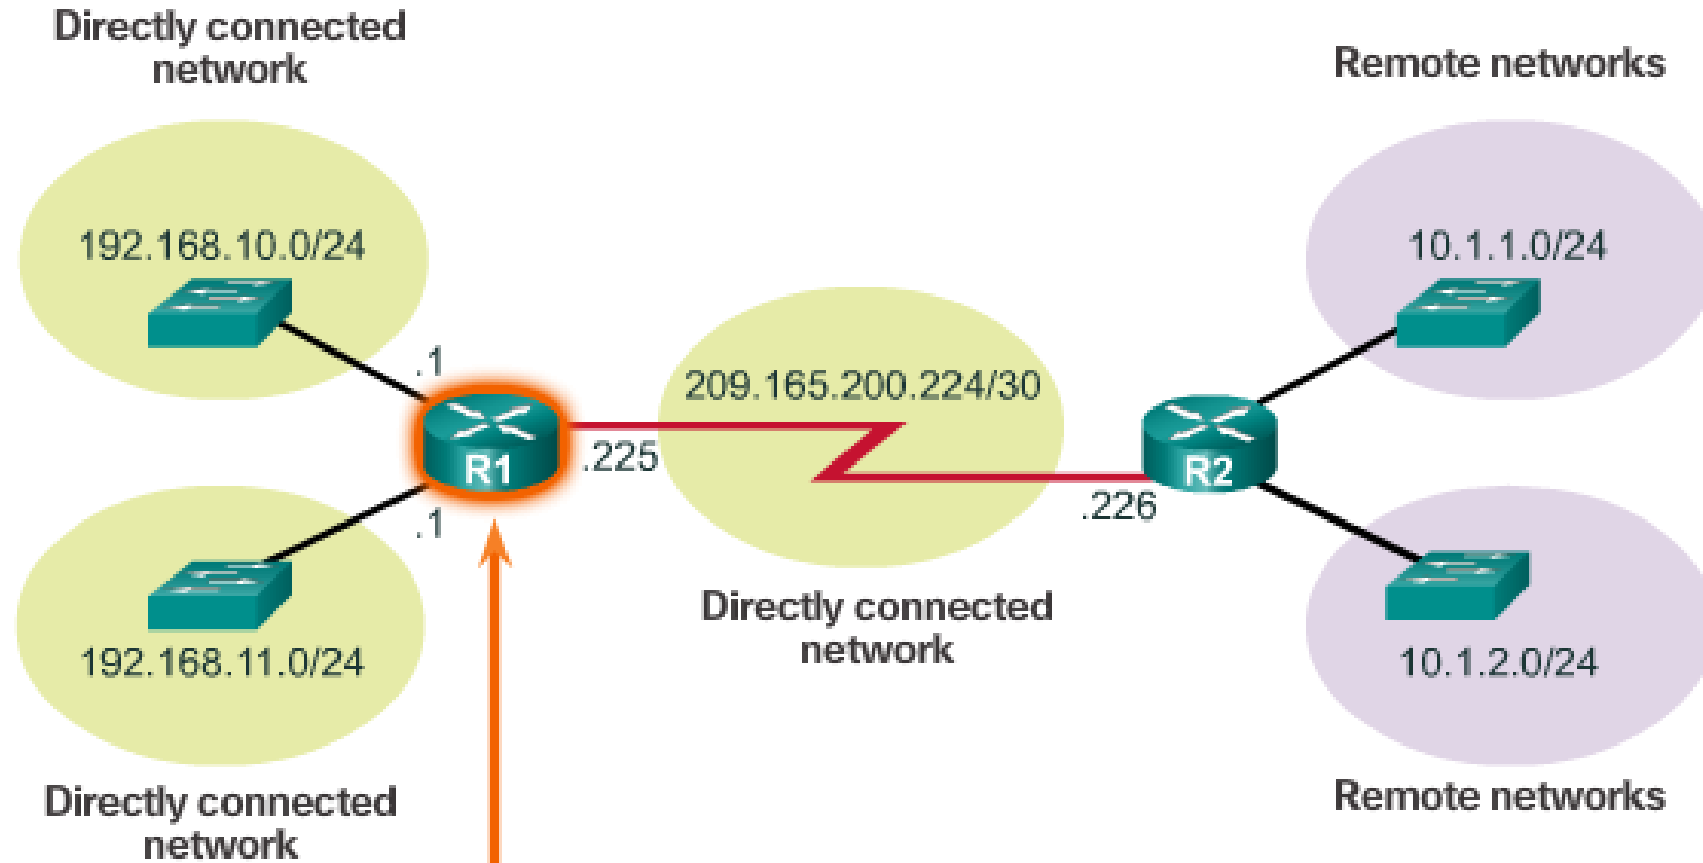 Directly connected
network
Remote networks
192.168.10.0/24
10.1.1.0/24
.1
209.165.200.224/30
R1
.225
R2
.226
.1
192.168.11.0/24
Directly connected
network
10.1.2.0/24
Directly connected
network
Remote networks